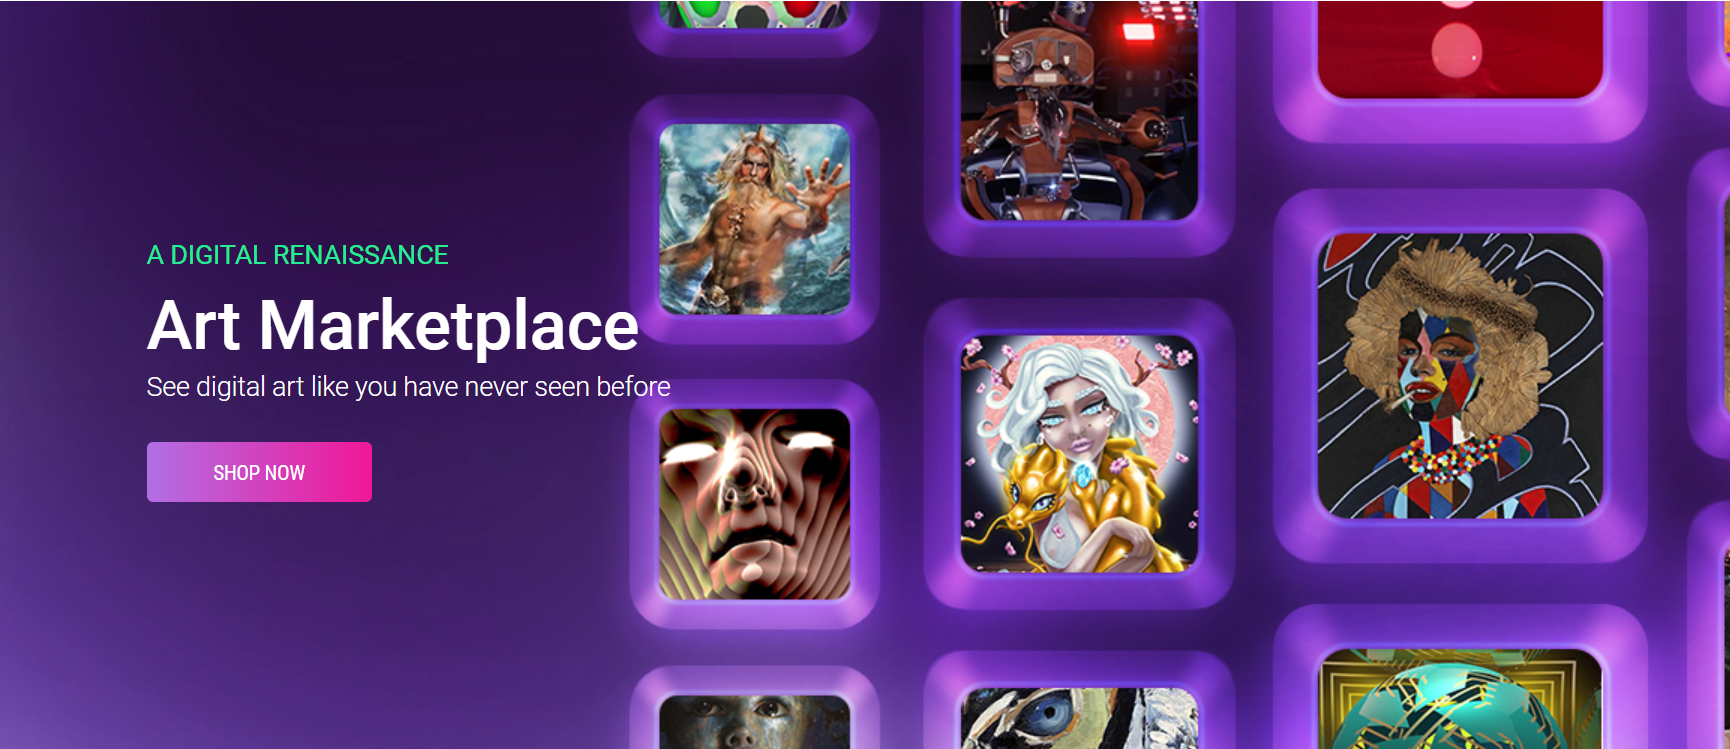 A DIGITAL RENAISSANCE
Art Marketplace
See digital art like you have never seen before
SHOP NOW